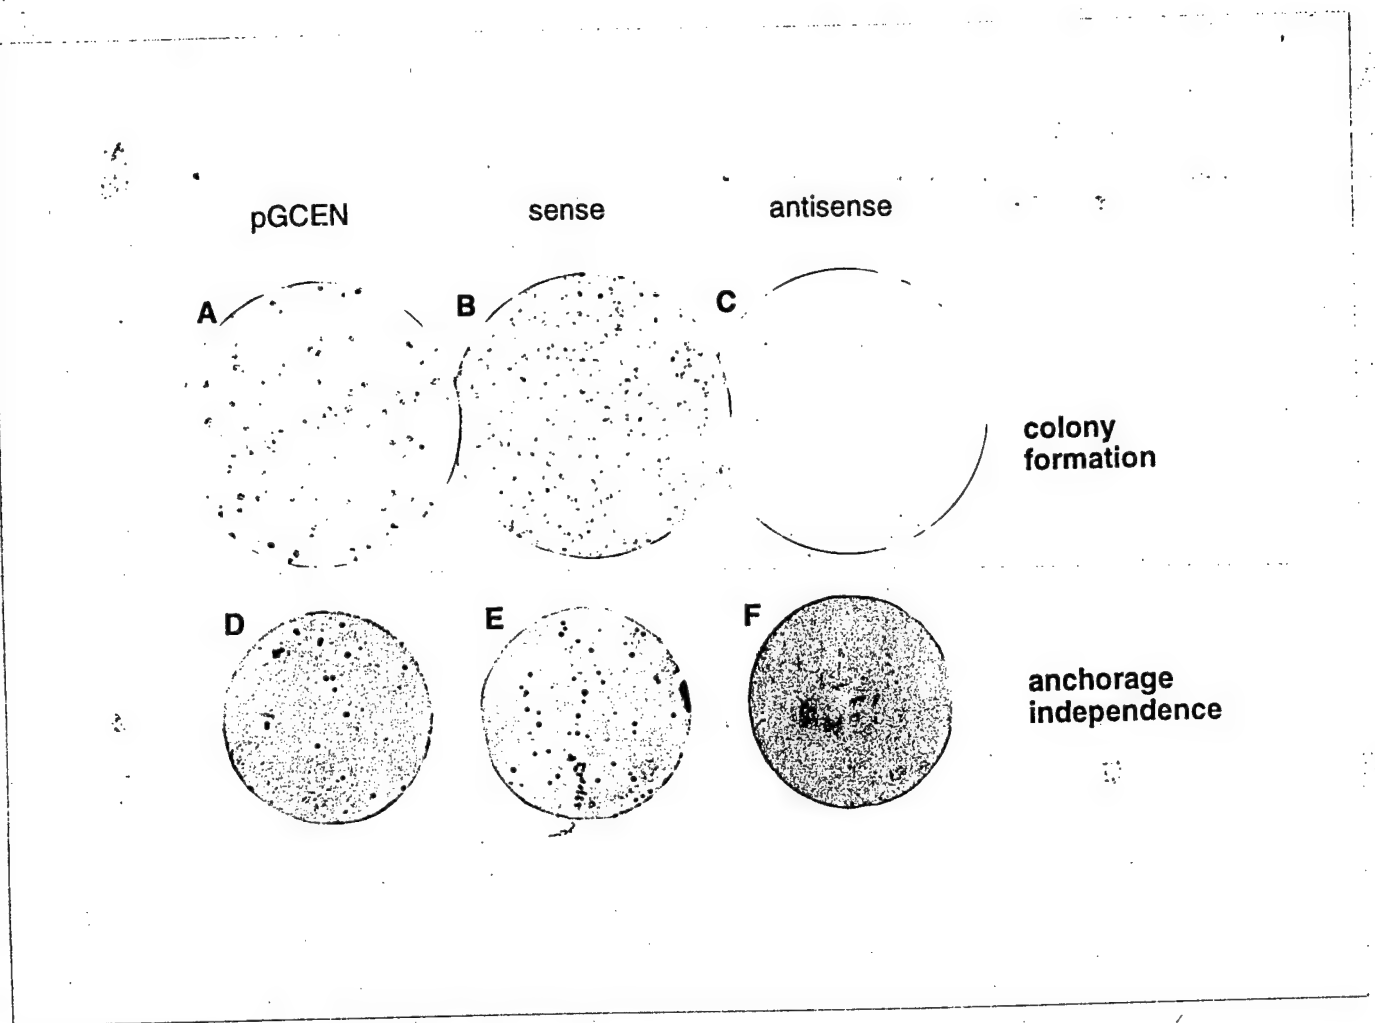 pGCEN
sense
antisense
A
B
C
colony
formation
D
E
F
anchorage
independence